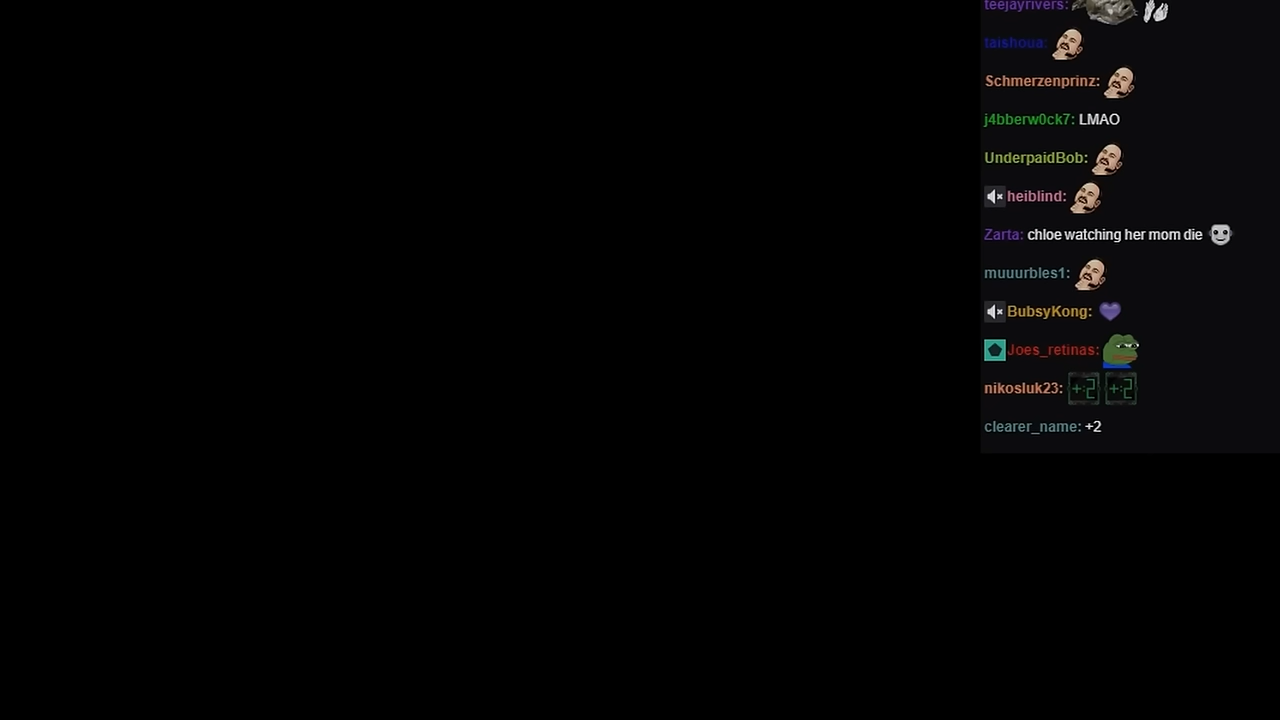 teejayrivers:
taishoua:
Schmerzenprinz:
j4bberw0ck7: LMAO
UnderpaidBob:
heiblind:
Zarta: chloe watching her mom die
muuurbles1:
BubsyKong:
Joes_retinas:
nikosluk23: +2 +2
clearer_name: +2